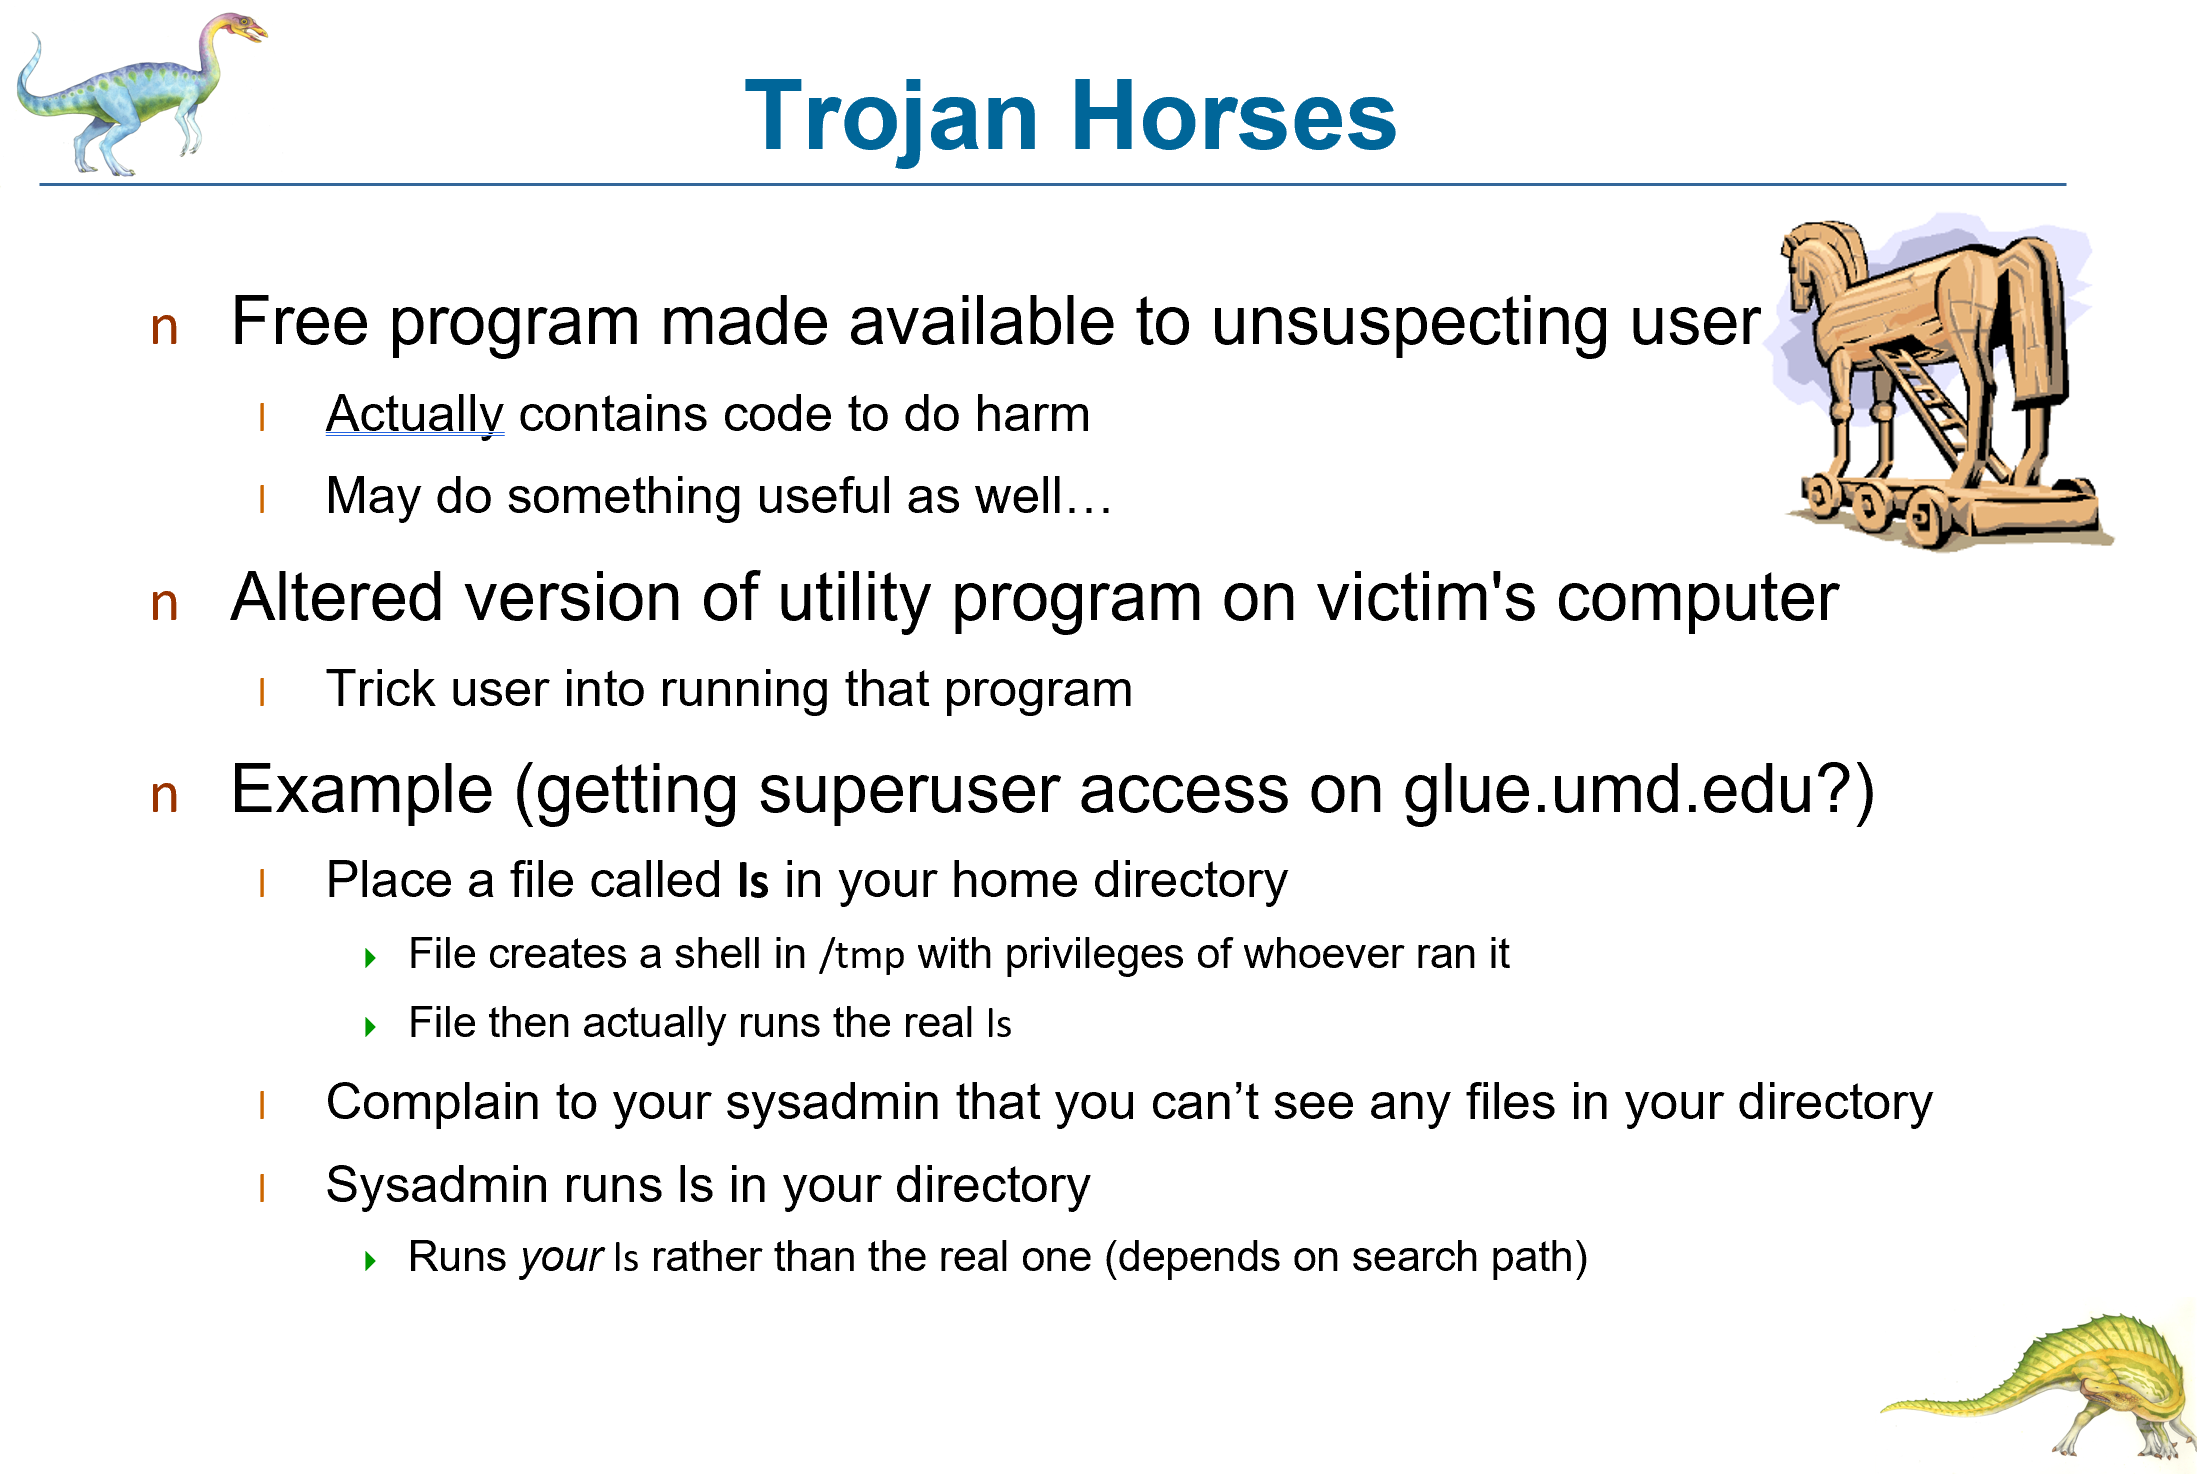 Trojan Horses
n Free program made available to unsuspecting user
l Actually contains code to do harm
l May do something useful as well…
n Altered version of utility program on victim's computer
l Trick user into running that program
n Example (getting superuser access on glue.umd.edu?)
l Place a file called ls in your home directory
File creates a shell in /tmp with privileges of whoever ran it
File then actually runs the real ls
l Complain to your sysadmin that you can’t see any files in your directory
l Sysadmin runs ls in your directory
Runs your ls rather than the real one (depends on search path)